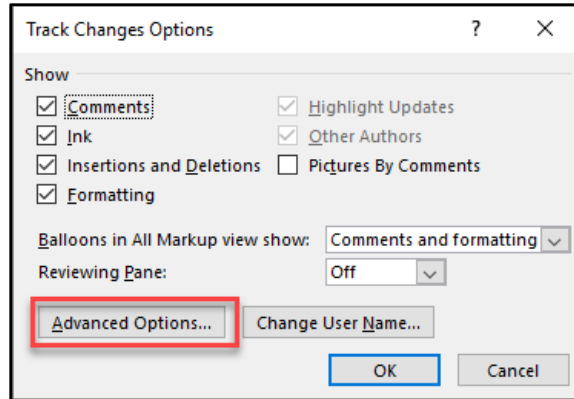 Track Changes Options ?
Show
Comments Highlight Updates
Ink Other Authors
Insertions and Deletions Pictures By Comments
Formatting
Balloons in All Markup view show: Comments and formatting
Reviewing Pane: Off
Advanced Options... Change User Name...
OK Cancel